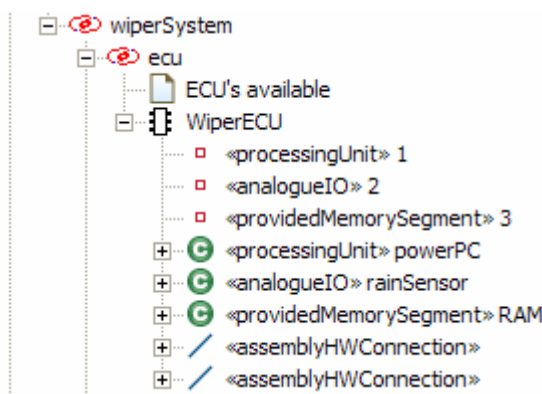 wiperSystem
ecu
ECU's available
WiperECU
«processingUnit» 1
«analogueIO» 2
«providedMemorySegment» 3
«processingUnit» powerPC
«analogueIO» rainSensor
«providedMemorySegment» RAM
«assemblyHWConnection»
«assemblyHWConnection»